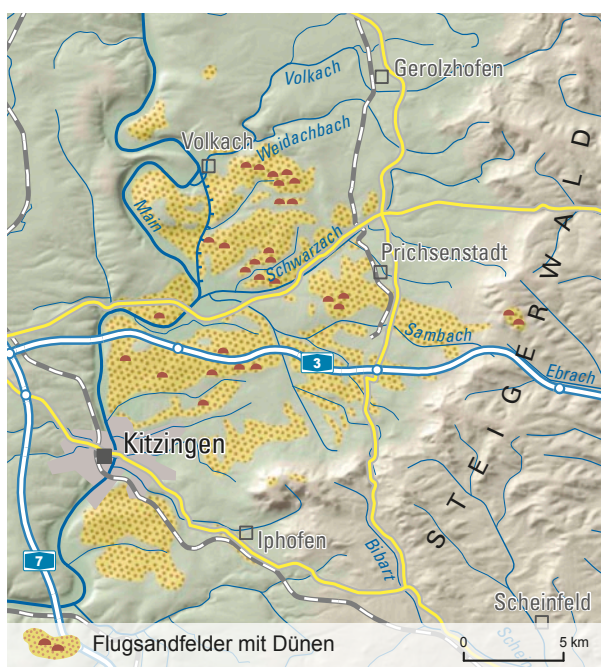 Volkach
Gerolzhofen
Volkach
Weidachbach
Main
Schwarzach
Prichsenstadt
Sambach
3
Ebrach
STEIGERWALD
Kitzingen
Iphofen
Bibart
7
Scheinfeld
Flugsandfelder mit Dünen
0 5 km